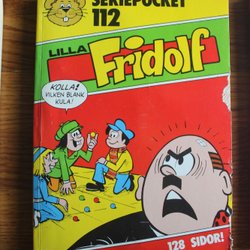 SERIEPOCKET
112
LILLA
Fridolf
KOLLA!
VILKEN BLANK
KULA!
128 SIDOR!